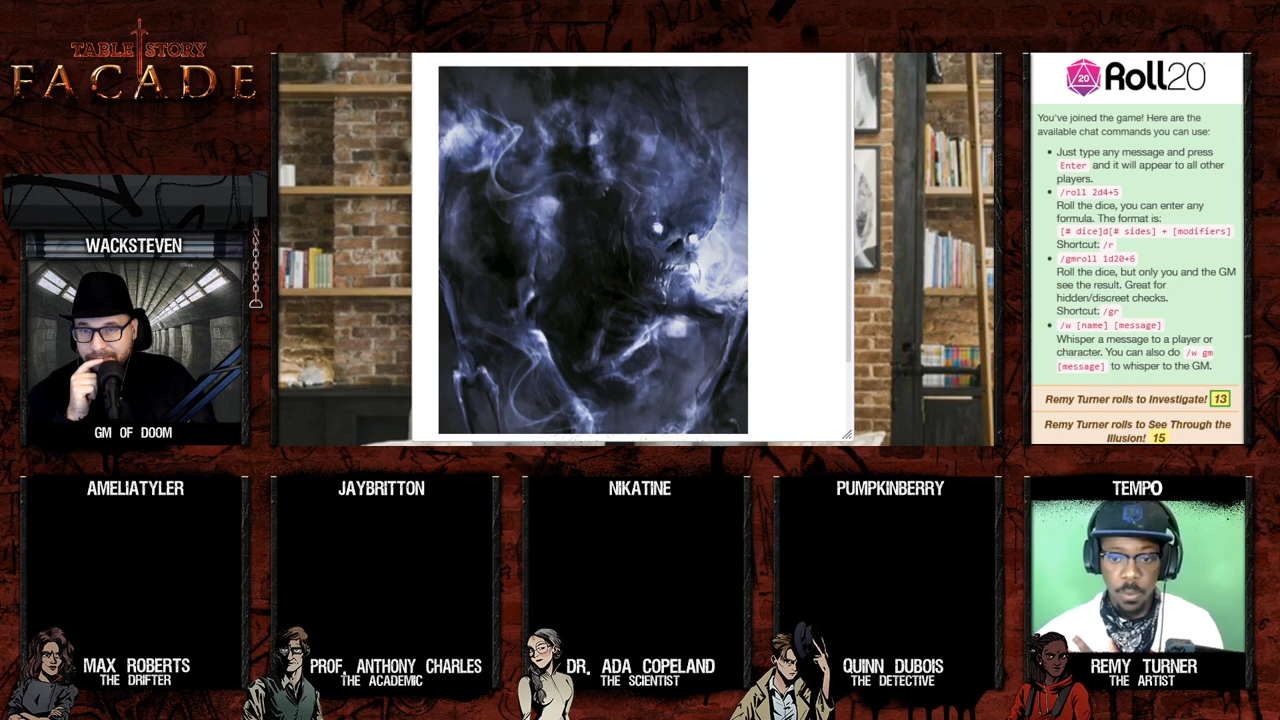 TABLE STORY
FACADE
WACKSTEVEN
GM OF DOOM
20
Roll20
You've joined the game! Here are the
available chat commands you can use:
• Just type any message and press
Enter and it will appear to all other
players.
• /roll 2d4+5
Roll the dice, you can enter any
formula. The format is:
[# dice]d[# sides] + [modifiers]
Shortcut: /r
• /gmroll 1d20+6
Roll the dice, but only you and the GM
see the result. Great for
hidden/discreet checks.
Shortcut: /gr
• /w [name] [message]
Whisper a message to a player or
character. You can also do /w gm
[message] to whisper to the GM.
Remy Turner rolls to Investigate! 13
Remy Turner rolls to See Through the
Illusion! 15
AMELIATYLER
MAX ROBERTS
THE DRIFTER
JAYBRITTON
PROF. ANTHONY CHARLES
THE ACADEMIC
NIKATINE
DR. ADA COPELAND
THE SCIENTIST
PUMPKINBERRY
QUINN DUBOIS
THE DETECTIVE
TEMPO
REMY TURNER
THE ARTIST